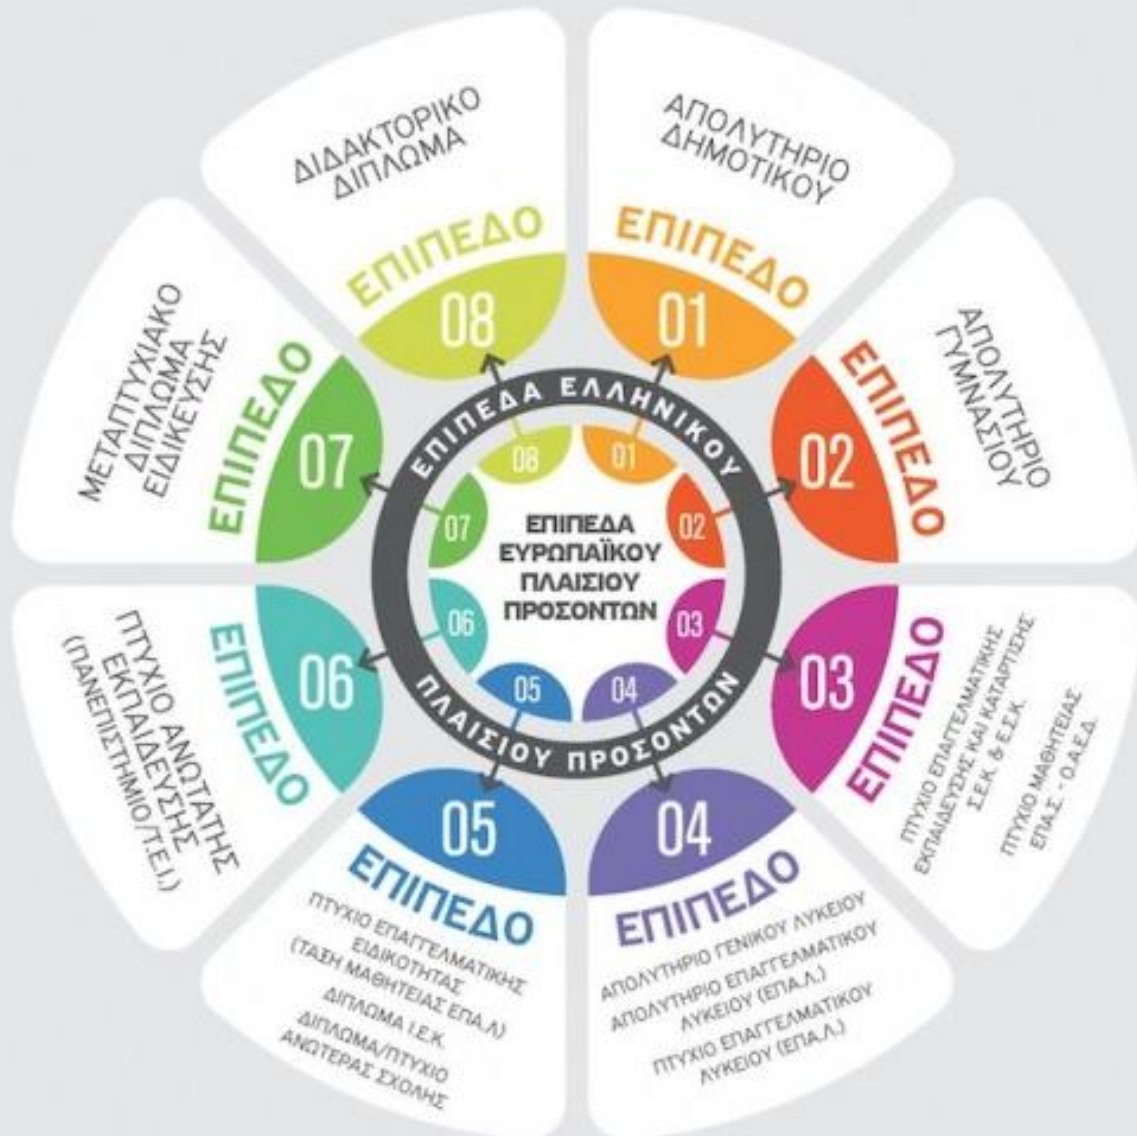 ΑΠΟΛΥΤΗΡΙΟ
ΔΗΜΟΤΙΚΟΥ
ΕΠΙΠΕΔΟ
01
ΑΠΟΛΥΤΗΡΙΟ
ΓΥΜΝΑΣΙΟΥ
ΕΠΙΠΕΔΟ
02
ΕΠΙΠΕΔΟ
03
ΠΤΥΧΙΟ ΕΠΑΓΓΕΛΜΑΤΙΚΗΣ
ΕΚΠΑΙΔΕΥΣΗΣ ΚΑΙ ΚΑΤΑΡΤΙΣΗΣ
Σ.Ε.Κ. & Ε.Σ.Κ.
ΠΤΥΧΙΟ ΜΑΘΗΤΕΙΑΣ
ΕΠΑ.Σ. - Ο.Α.Ε.Δ.
04
ΕΠΙΠΕΔΟ
ΑΠΟΛΥΤΗΡΙΟ ΓΕΝΙΚΟΥ ΛΥΚΕΙΟΥ
ΑΠΟΛΥΤΗΡΙΟ ΕΠΑΓΓΕΛΜΑΤΙΚΟΥ
ΛΥΚΕΙΟΥ (ΕΠΑ.Λ.)
ΠΤΥΧΙΟ ΕΠΑΓΓΕΛΜΑΤΙΚΟΥ
ΛΥΚΕΙΟΥ (ΕΠΑ.Λ.)
05
ΕΠΙΠΕΔΟ
ΠΤΥΧΙΟ ΕΠΑΓΓΕΛΜΑΤΙΚΗΣ
ΕΙΔΙΚΟΤΗΤΑΣ
(ΤΑΞΗ ΜΑΘΗΤΕΙΑΣ ΕΠΑ.Λ)
ΔΙΠΛΩΜΑ Ι.Ε.Κ.
ΔΙΠΛΩΜΑ/ΠΤΥΧΙΟ
ΑΝΩΤΕΡΑΣ ΣΧΟΛΗΣ
06
ΕΠΙΠΕΔΟ
ΠΤΥΧΙΟ ΑΝΩΤΑΤΗΣ
ΕΚΠΑΙΔΕΥΣΗΣ
(ΠΑΝΕΠΙΣΤΗΜΙΟ/Τ.Ε.Ι.)
ΜΕΤΑΠΤΥΧΙΑΚΟ
ΔΙΠΛΩΜΑ
ΕΙΔΙΚΕΥΣΗΣ
ΕΠΙΠΕΔΟ
07
ΔΙΔΑΚΤΟΡΙΚΟ
ΔΙΠΛΩΜΑ
ΕΠΙΠΕΔΟ
08
ΕΠΙΠΕΔΑ ΕΛΛΗΝΙΚΟΥ
ΠΛΑΙΣΙΟΥ ΠΡΟΣΟΝΤΩΝ
01
02
03
04
05
06
07
08
ΕΠΙΠΕΔΑ
ΕΥΡΩΠΑΪΚΟΥ
ΠΛΑΙΣΙΟΥ
ΠΡΟΣΟΝΤΩΝ